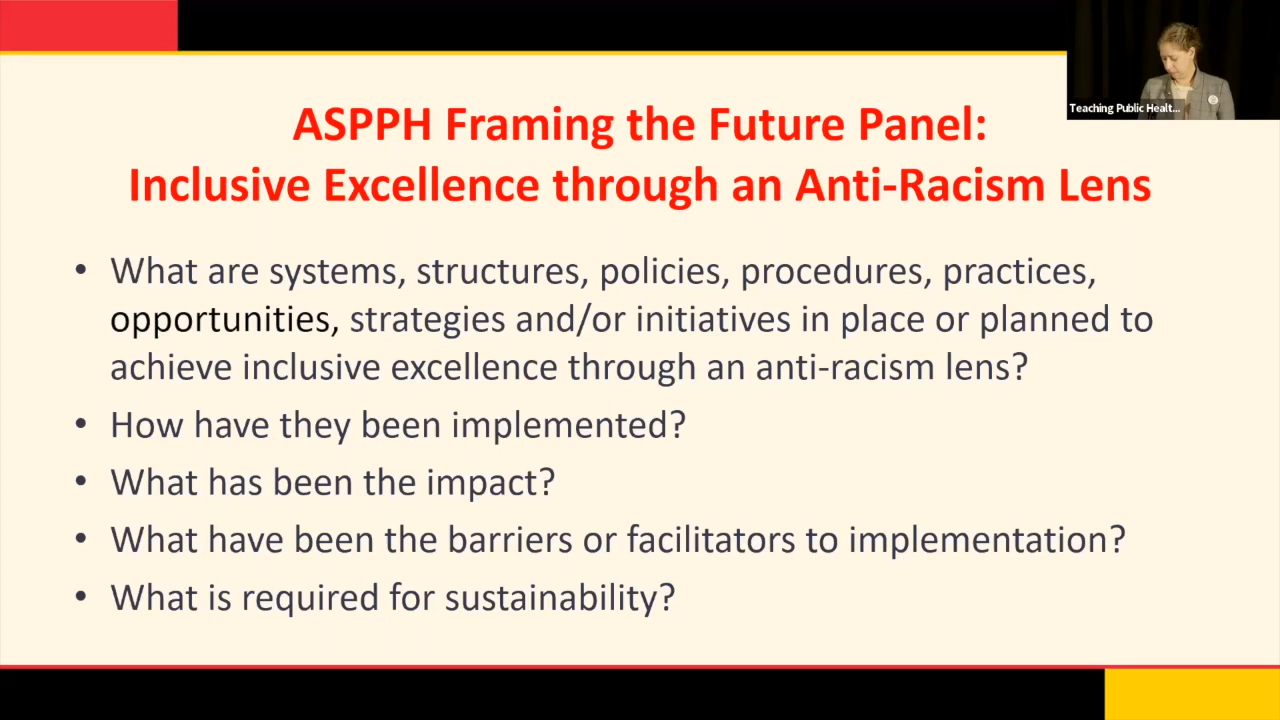 Teaching Public Healt...
ASPPH Framing the Future Panel:
Inclusive Excellence through an Anti-Racism Lens
• What are systems, structures, policies, procedures, practices,
opportunities, strategies and/or initiatives in place or planned to
achieve inclusive excellence through an anti-racism lens?
• How have they been implemented?
• What has been the impact?
• What have been the barriers or facilitators to implementation?
• What is required for sustainability?